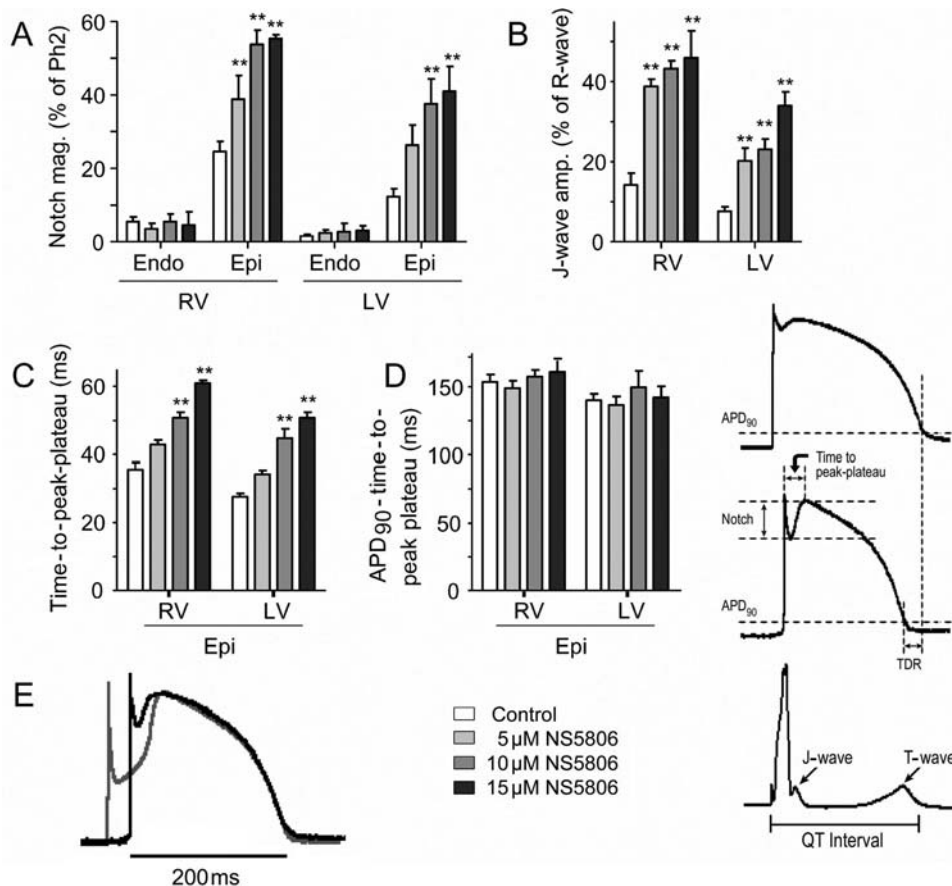 A
Notch mag. (% of Ph2)
60
40
20
0
** ** **
** **
Endo Epi Endo Epi
RV LV
B
J-wave amp. (% of R-wave)
60
40
20
0
** ** **
** ** **
RV LV
C
Time-to-peak-plateau (ms)
60
40
20
0
** **
** **
RV LV
Epi
D
APD90-time-to-
peak plateau (ms)
150
100
50
0
RV LV
Epi
APD90
Time to
peak-plateau
Notch
APD90
TDR
J-wave
T-wave
QT Interval
E
200ms
Control
5μM NS5806
10μM NS5806
15μM NS5806